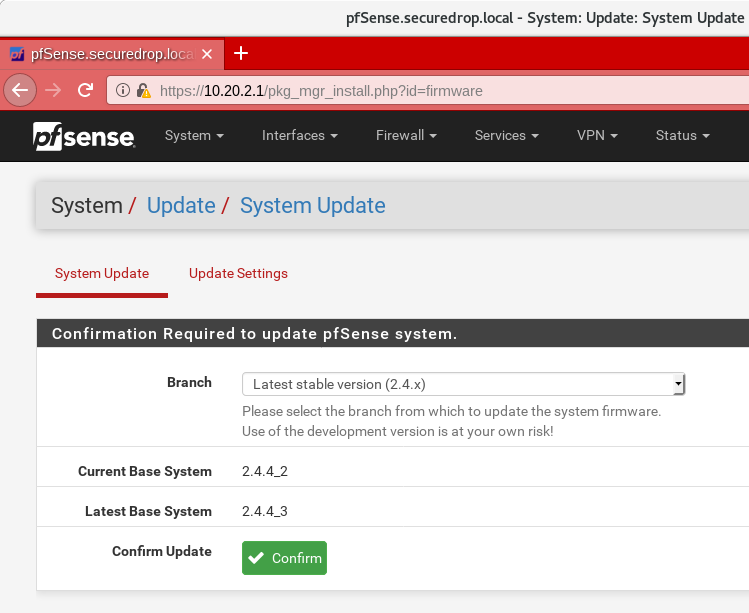 pfSense.securedrop.local - System: Update: System Update
pfSense.securedrop.loca
https://10.20.2.1/pkg_mgr_install.php?id=firmware
pfsense System Interfaces Firewall Services VPN Status
System / Update / System Update
System Update Update Settings
Confirmation Required to update pfSense system.
Branch Latest stable version (2.4.x)
Please select the branch from which to update the system firmware.
Use of the development version is at your own risk!
Current Base System 2.4.4_2
Latest Base System 2.4.4_3
Confirm Update Confirm